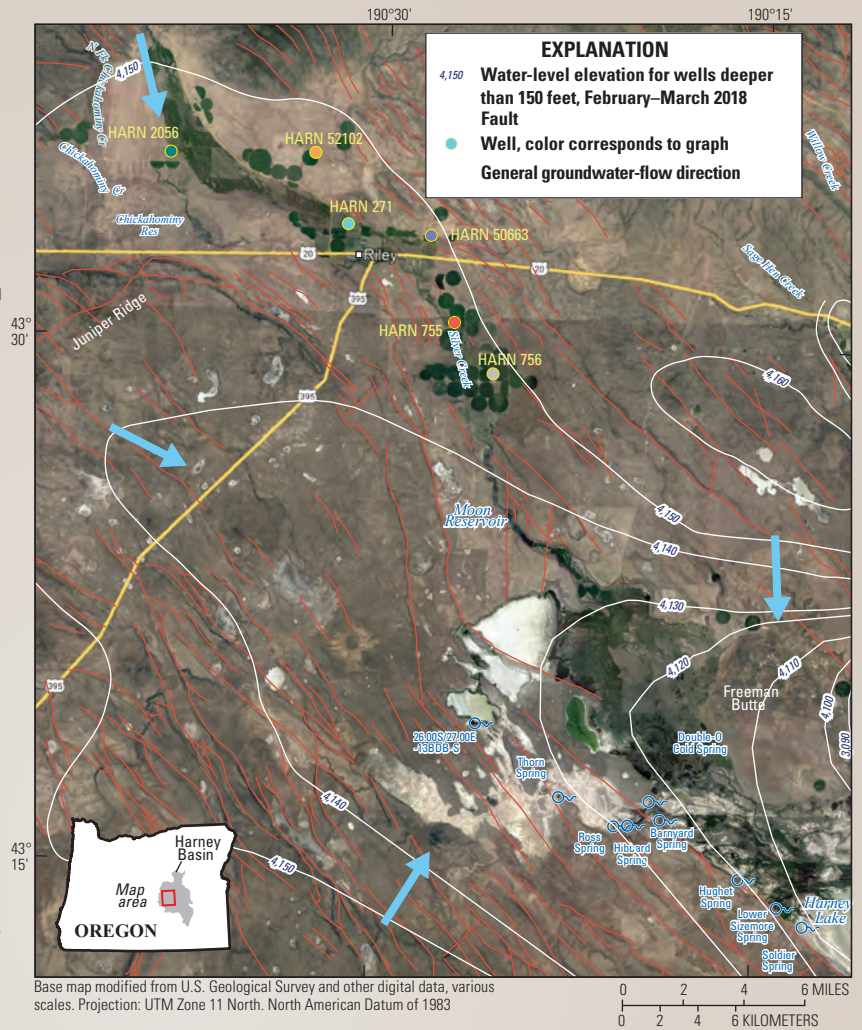 190°30'
190°15'
EXPLANATION
4,150
Water-level elevation for wells deeper
than 150 feet, February–March 2018
Fault
Well, color corresponds to graph
General groundwater-flow direction
N Fk Chickahominy Cr
4,150
HARN 2056
HARN 52102
Chickahominy Cr
Willow Creek
Chickahominy
Res
HARN 271
HARN 50663
20
Riley
20
Sage Hen Creek
395
Juniper Ridge
43°
30'
HARN 755
Silver Creek
HARN 756
4,160
395
Moon
Reservoir
4,150
4,140
4,130
4,120
4,110
4,100
3,090
395
Freeman
Butte
26.00S/27.00E
-13BDB-S
Double-O
Cold Spring
Thorn
Spring
Ross
Spring
Hibbard
Spring
Barnyard
Spring
4,140
4,150
43°
15'
Hughet
Spring
Lower
Sizemore
Spring
Harney
Lake
Soldier
Spring
Harney
Basin
Map
area
OREGON
Base map modified from U.S. Geological Survey and other digital data, various
scales. Projection: UTM Zone 11 North. North American Datum of 1983
0 2 4 6 MILES
0 2 4 6 KILOMETERS